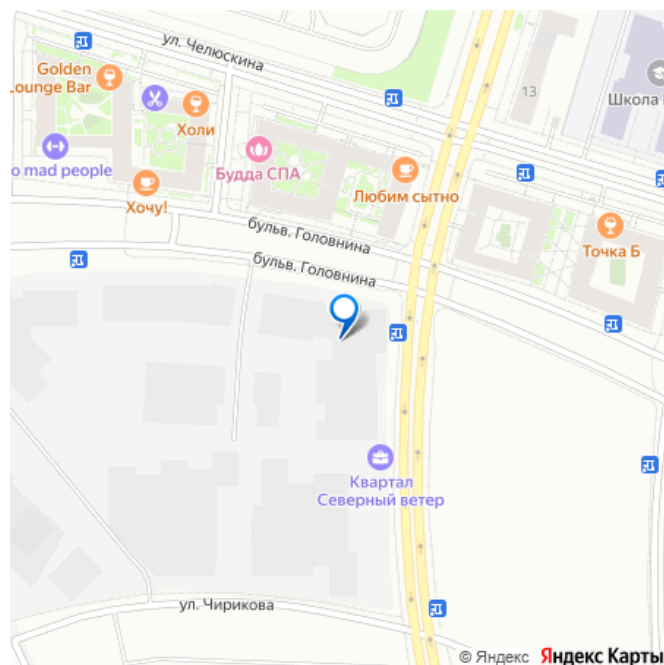 ул. Челюскина
Golden
Lounge Bar
Холи
13
Школа
o mad people
Хочу!
Будда СПА
Любим сытно
Точка Б
бульв. Головнина
бульв. Головнина
Квартал
Северный ветер
ул. Чирикова
© Яндекс Яндекс Карты